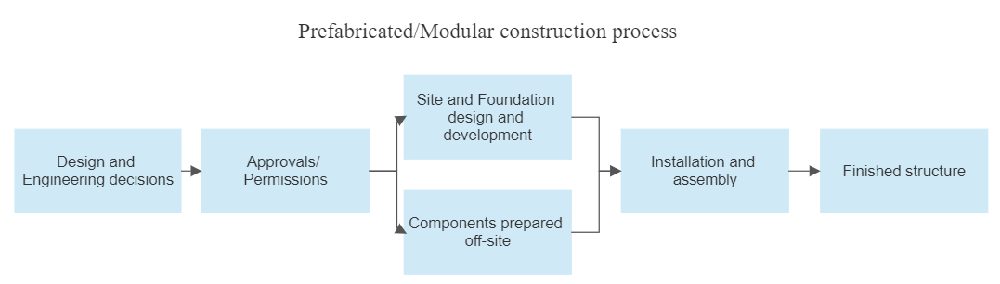 Prefabricated/Modular construction process
Design and
Engineering decisions
Approvals/
Permissions
Site and Foundation
design and
development
Components prepared
off-site
Installation and
assembly
Finished structure